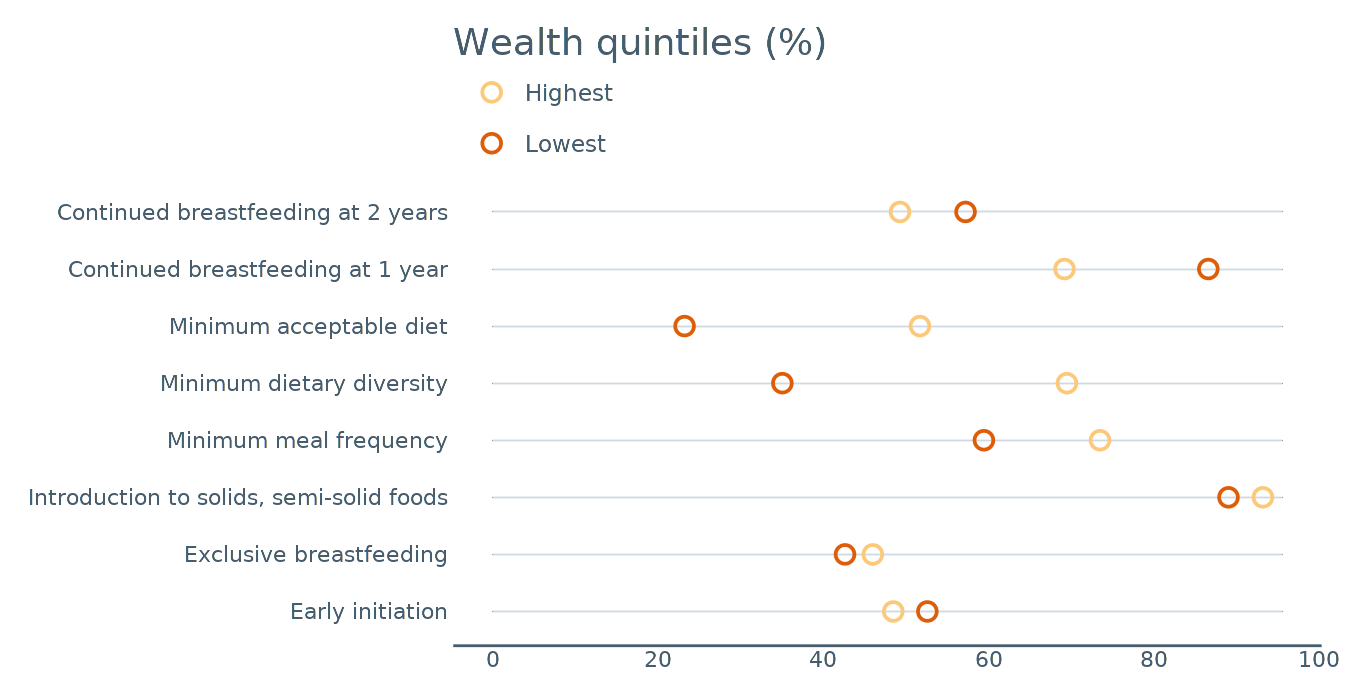 Wealth quintiles (%)
Highest
Lowest
Continued breastfeeding at 2 years
Continued breastfeeding at 1 year
Minimum acceptable diet
Minimum dietary diversity
Minimum meal frequency
Introduction to solids, semi-solid foods
Exclusive breastfeeding
Early initiation
0 20 40 60 80 100